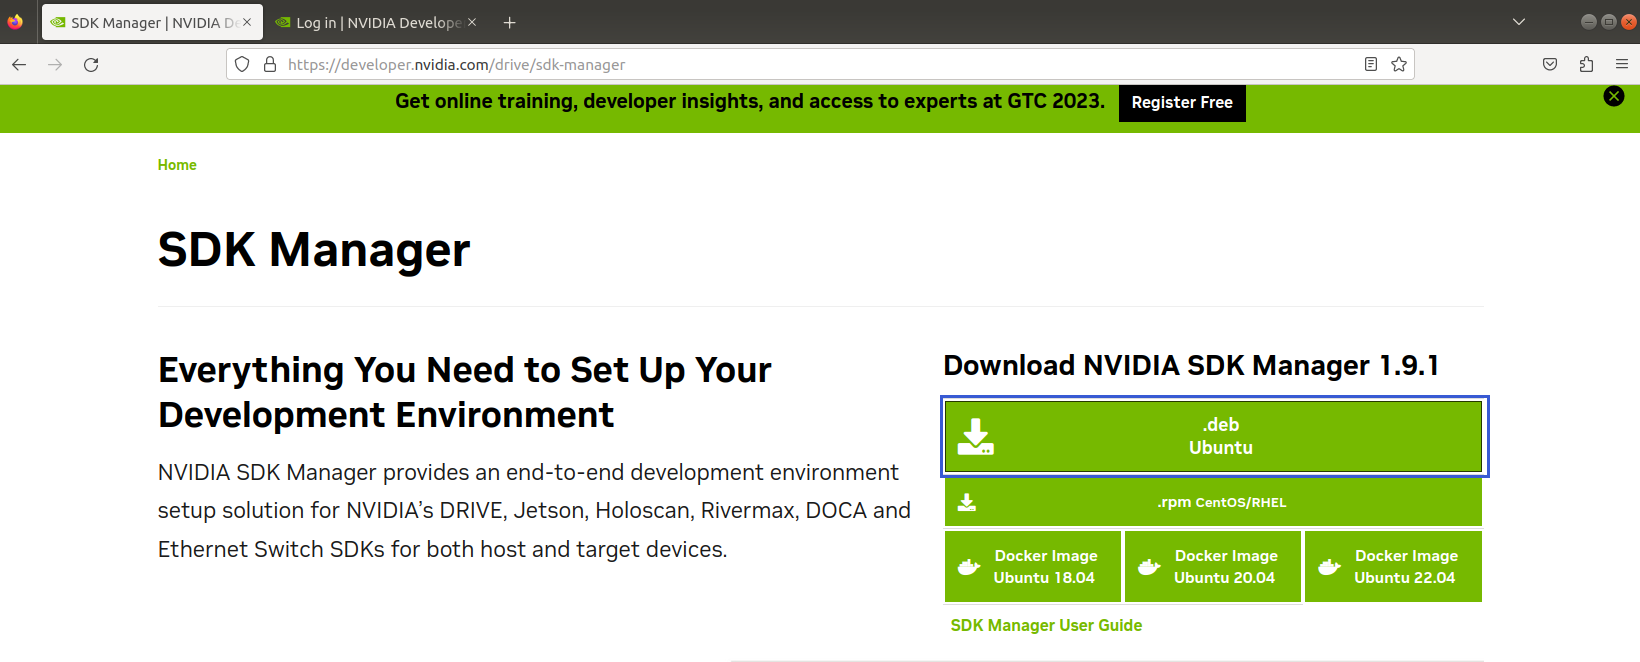 SDK Manager | NVIDIA De
Log in | NVIDIA Develope
https://developer.nvidia.com/drive/sdk-manager
Get online training, developer insights, and access to experts at GTC 2023.
Register Free
Home
SDK Manager
Everything You Need to Set Up Your
Development Environment
NVIDIA SDK Manager provides an end-to-end development environment
setup solution for NVIDIA’s DRIVE, Jetson, Holoscan, Rivermax, DOCA and
Ethernet Switch SDKs for both host and target devices.
Download NVIDIA SDK Manager 1.9.1
.deb
Ubuntu
.rpm CentOS/RHEL
Docker Image
Ubuntu 18.04
Docker Image
Ubuntu 20.04
Docker Image
Ubuntu 22.04
SDK Manager User Guide